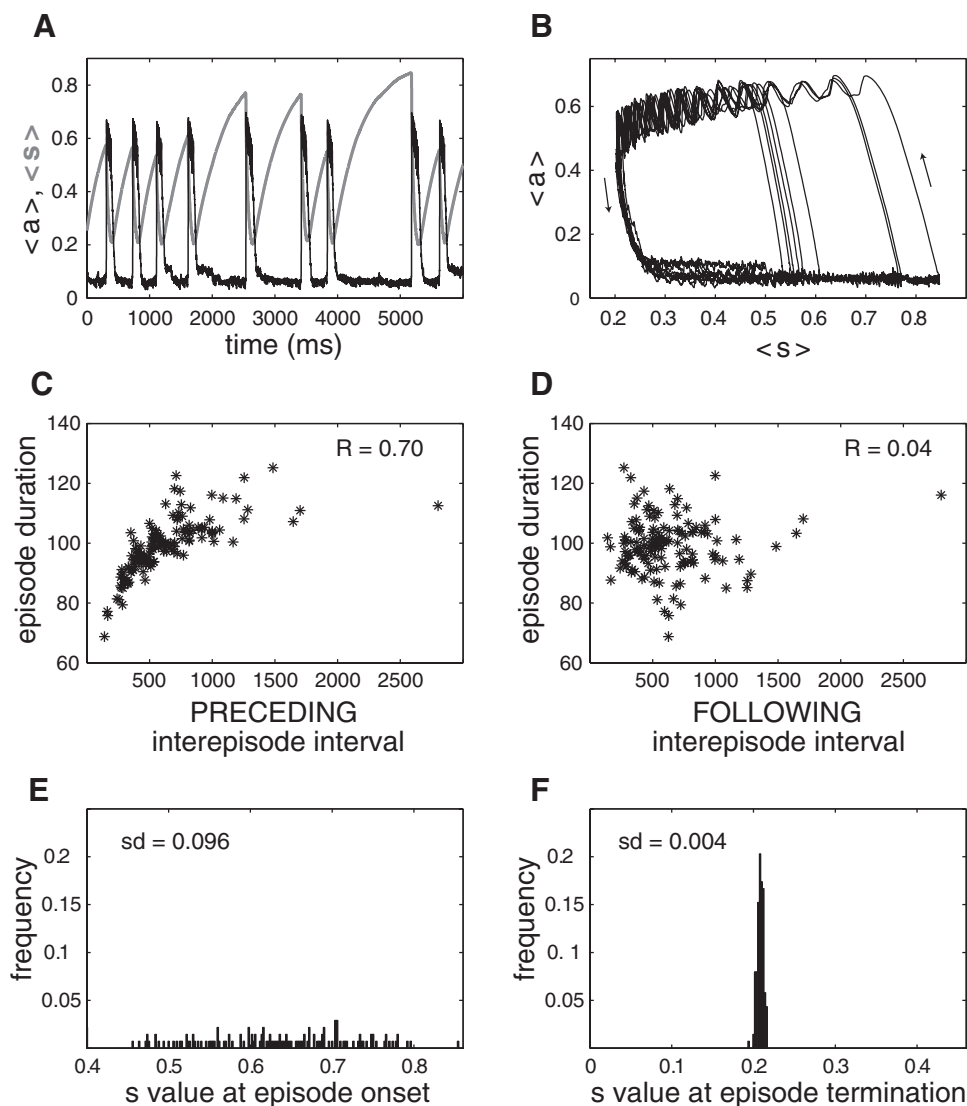 A
<a>, <s>
0.8
0.6
0.4
0.2
0
0 1000 2000 3000 4000 5000
time (ms)
B
<a>
0.6
0.4
0.2
0
0.2 0.3 0.4 0.5 0.6 0.7 0.8
<s>
C
episode duration
140
120
100
80
60
R = 0.70
500 1000 1500 2000 2500
PRECEDING
interepisode interval
D
episode duration
140
120
100
80
60
R = 0.04
500 1000 1500 2000 2500
FOLLOWING
interepisode interval
E
frequency
sd = 0.096
0.2
0.15
0.1
0.05
0.4 0.5 0.6 0.7 0.8
s value at episode onset
F
frequency
sd = 0.004
0.2
0.15
0.1
0.05
0 0.1 0.2 0.3 0.4
s value at episode termination